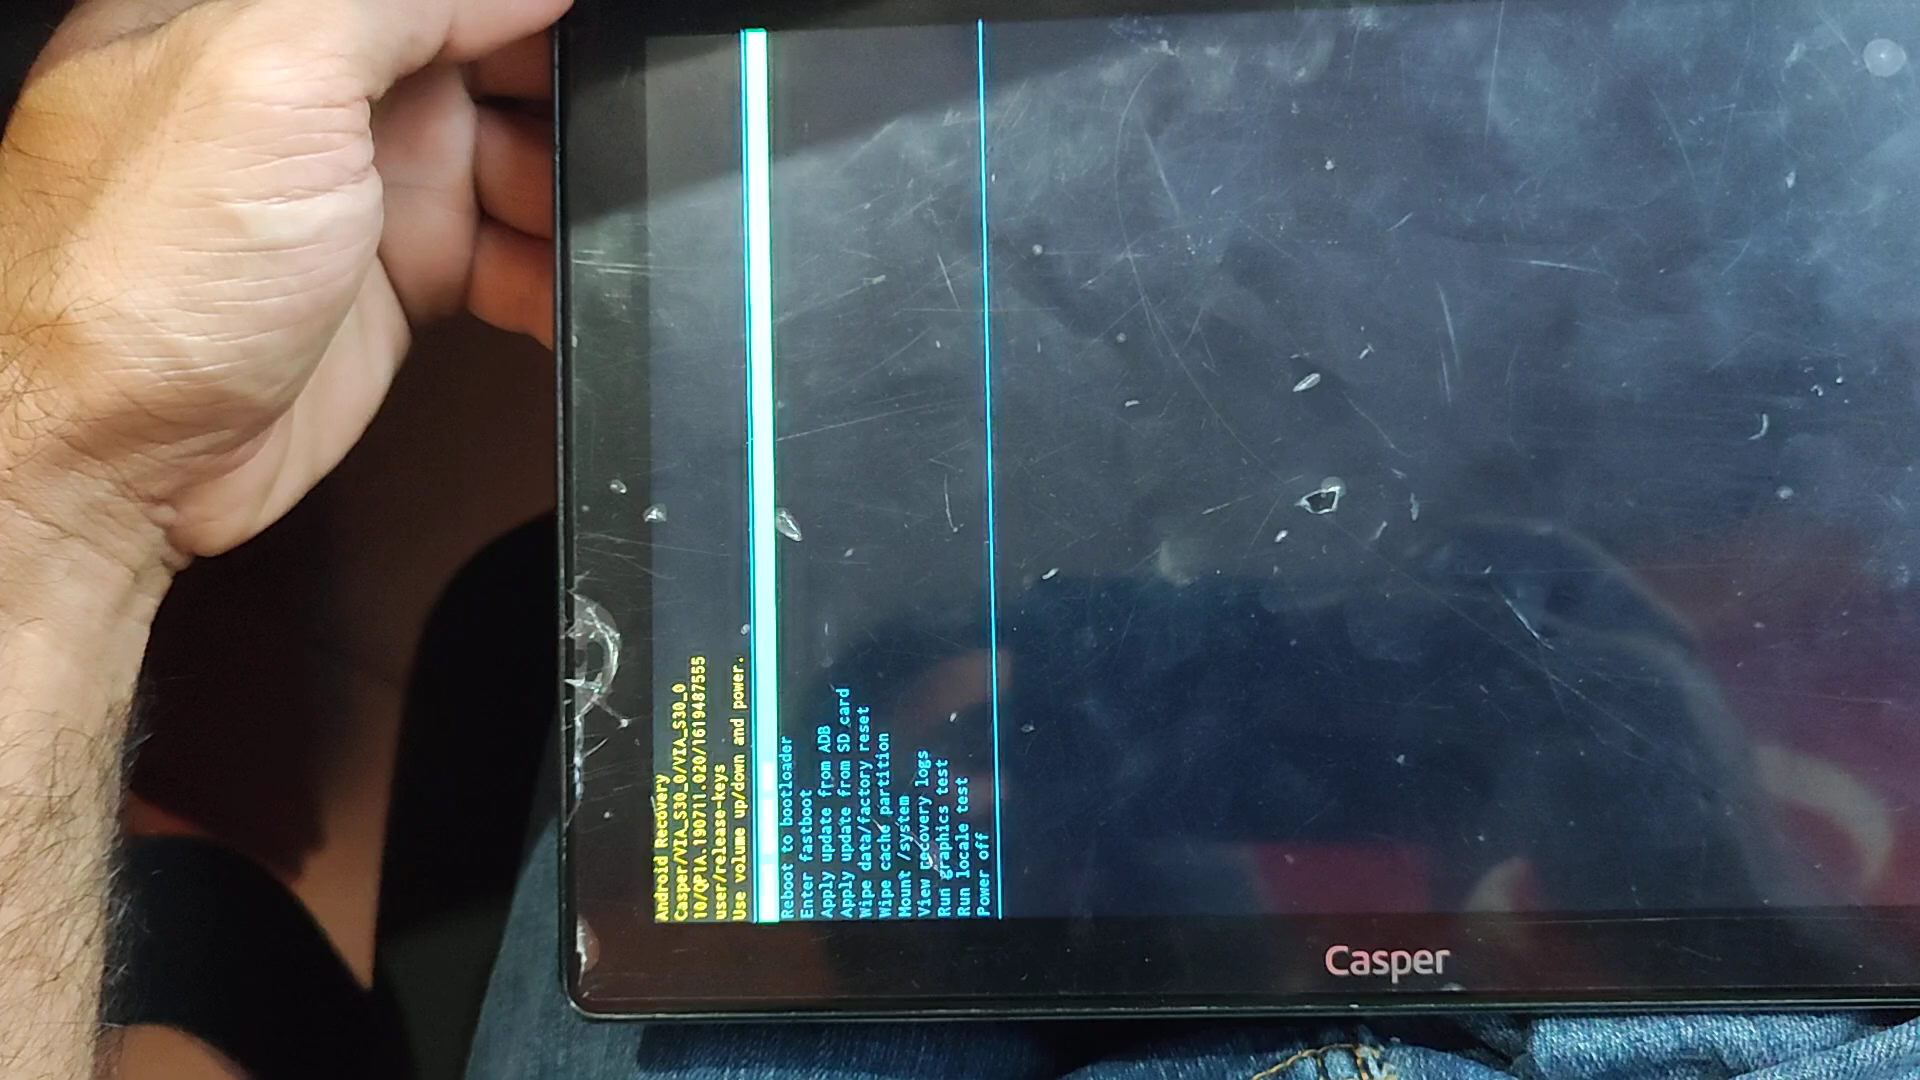 Android Recovery
Casper/VIA_S30_0/VIA_S30_0
10/QP1A.190711.020/1619487555
user/release-keys
Use volume up/down and power.
Reboot to bootloader
Enter fastboot
Apply update from ADB
Apply update from SD card
Wipe data/factory reset
Wipe cache partition
Mount /system
View recovery logs
Run graphics test
Run locale test
Power off
Casper